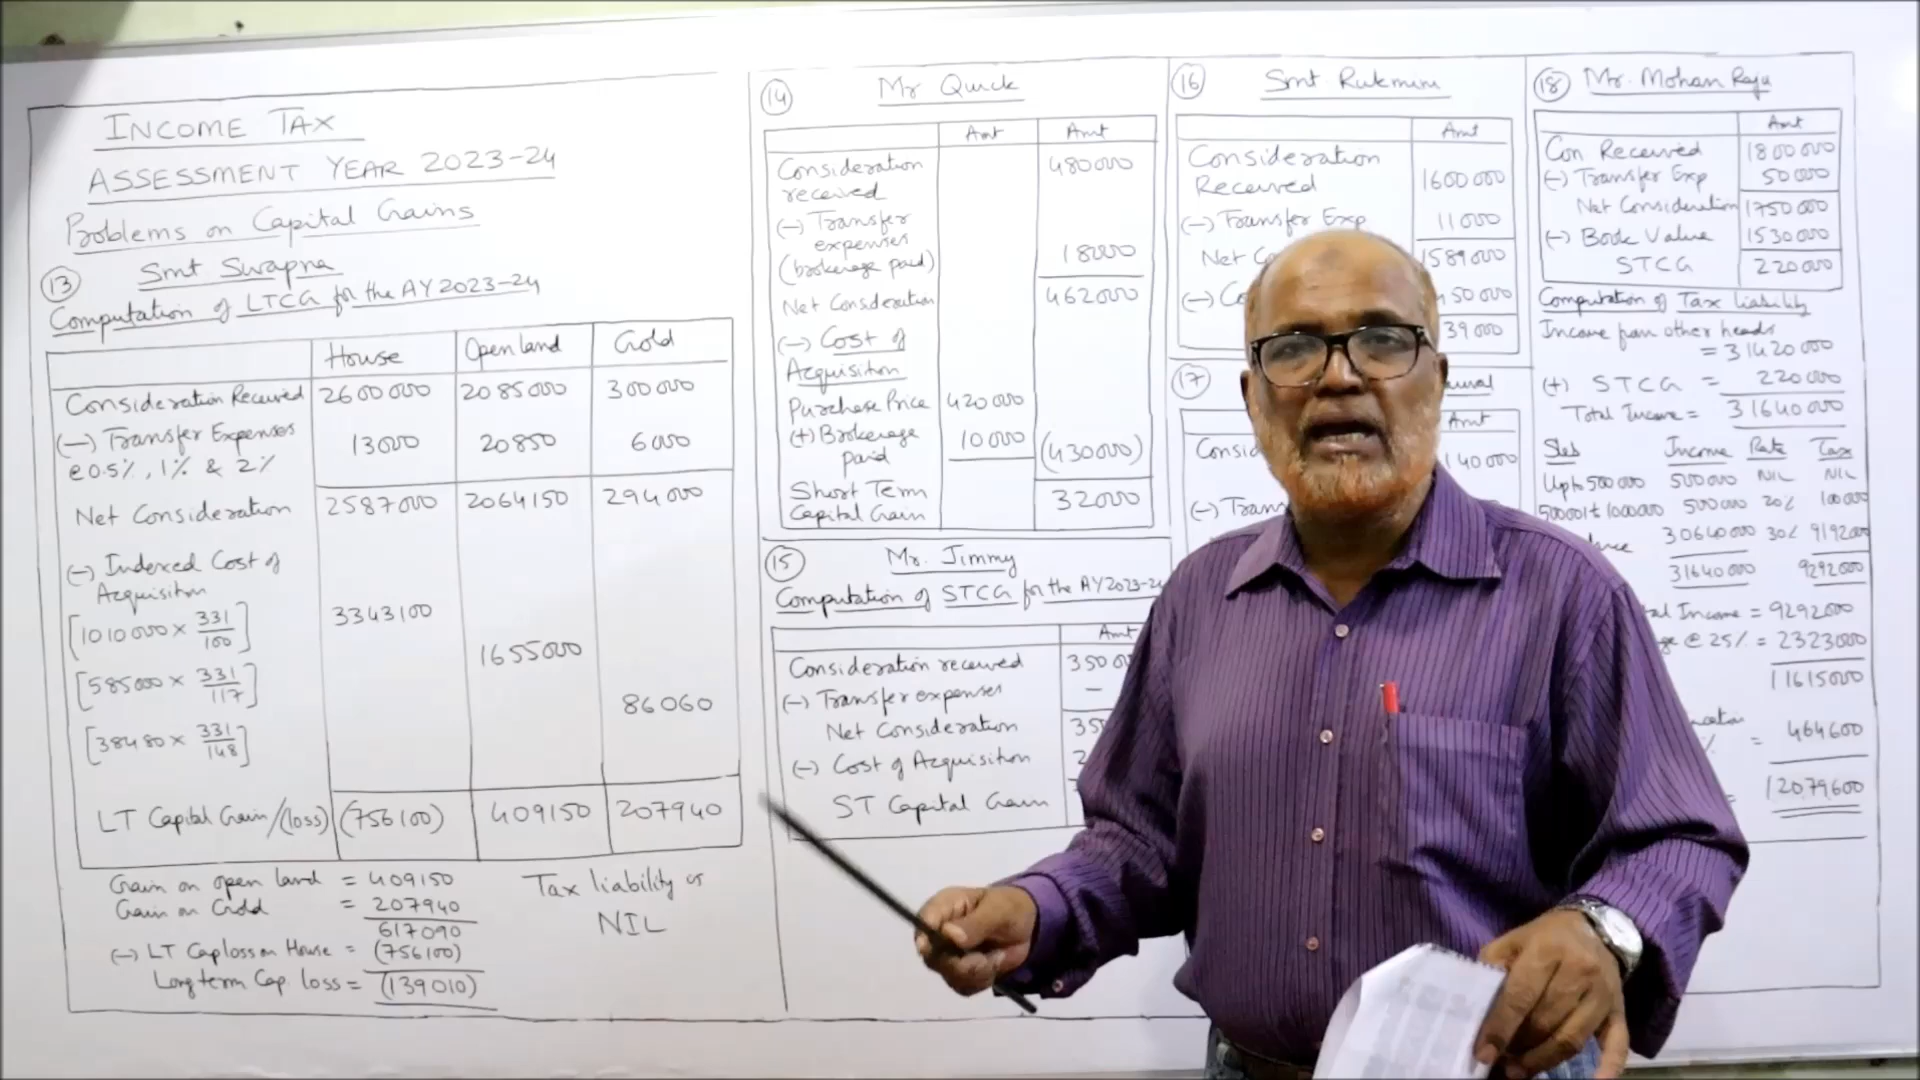 INCOME TAX
ASSESSMENT YEAR 2023-24
Problems on Capital Gains
13 Smt Swapna
Computation of LTCG for the AY 2023-24
House Open land Gold
Consideration Received 2600000 2085000 300000
(-) Transfer Expenses 13000 20850 6000
@ 0.5%, 1% & 2%
Net Consideration 2587000 2064150 294000
(-) Indexed Cost of
Acquisition
[1010000 × 331/100] 3343100
[585000 × 331/117] 1655000
[38480 × 331/148] 86060
LT Capital Gain/(loss) (756100) 409150 207940
Gain on open land = 409150
Gain on Gold = 207940
617090
(-) LT Cap loss on House = (756100)
Long term Cap. loss = (139010)
Tax liability is
NIL
14 Mr Quick
Amt Amt
Consideration 480000
received
(-) Transfer
expenses
(brokerage paid) 18000
Net Consideration 462000
(-) Cost of
Acquisition
Purchase Price 420000
(+) Brokerage 10000 (430000)
paid
Short Term 32000
Capital Gain
15 Mr. Jimmy
Computation of STCG for the AY 2023-24
Amt
Consideration received
(-) Transfer expenses –
Net Consideration
(-) Cost of Acquisition
ST Capital Gain
16 Smt Rukmini
Amt
Consideration
Received 1600000
(-) Transfer Exp 11000
Net 1589000
(-)
39000
17
Amt
(-)
18 Mr. Mohan Raju
Amt
Con Received 1800000
(-) Transfer Exp 50000
Net Consideration 1750000
(-) Book Value 1530000
STCG 220000
Computation of Tax liability
Income from other heads
= 31420000
(+) STCG = 220000
Total Income = 31640000
Slab Income Rate Tax
Upto 500000 500000 NIL NIL
500001 to 1000000 500000 20% 100000
30640000 30% 9192000
31640000 9292000
Income = 9292000
@ 25% = 2323000
11615000
% = 464600
= 12079600